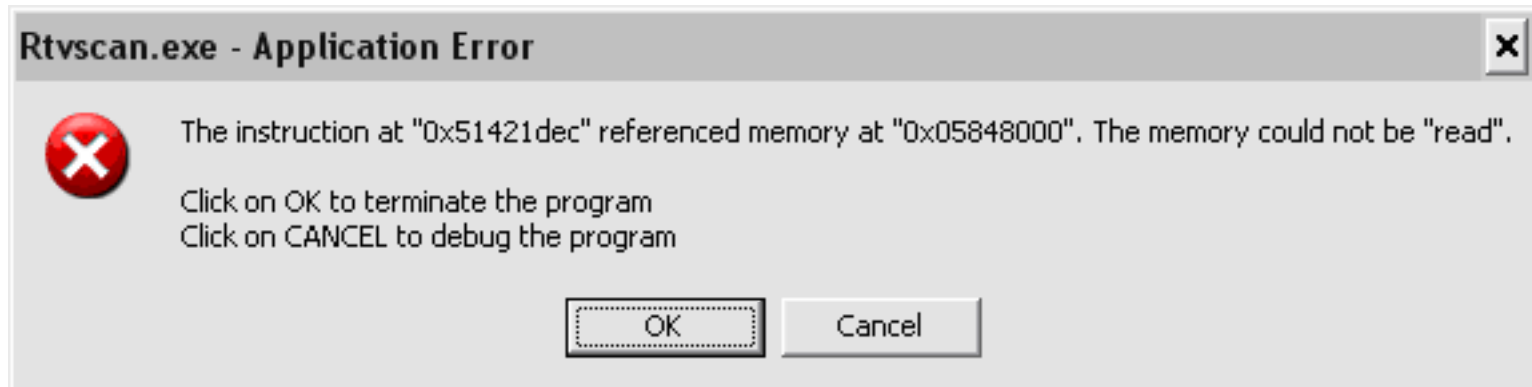 Rtvscan.exe - Application Error
The instruction at "0x51421dec" referenced memory at "0x05848000". The memory could not be "read".
Click on OK to terminate the program
Click on CANCEL to debug the program
OK
Cancel